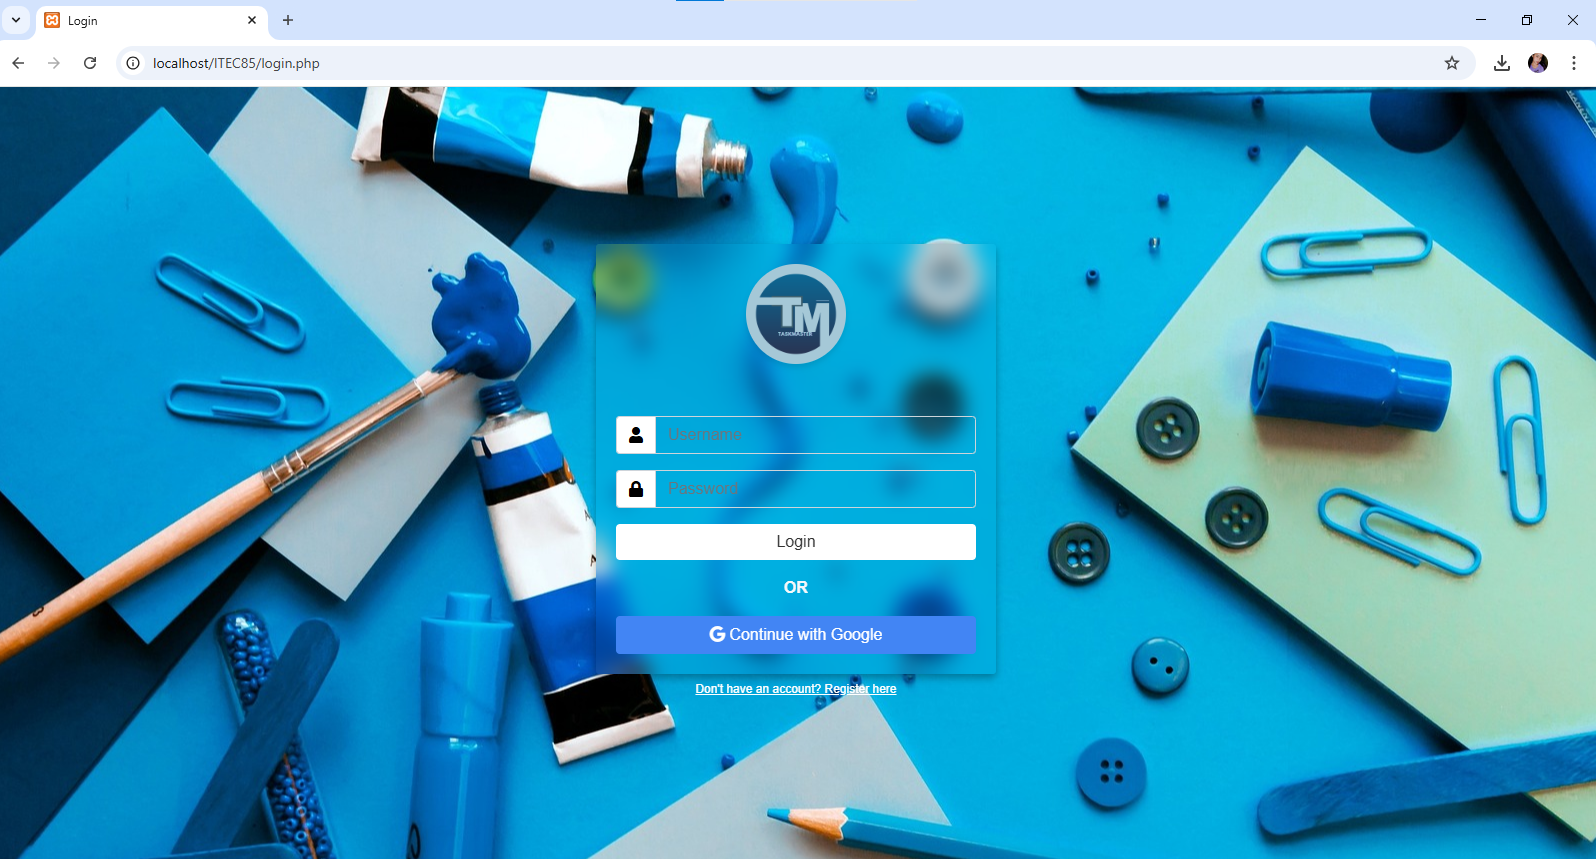 Login
localhost/ITEC85/login.php
TM
TASKMASTER
Username
Password
Login
OR
G Continue with Google
Don't have an account? Register here